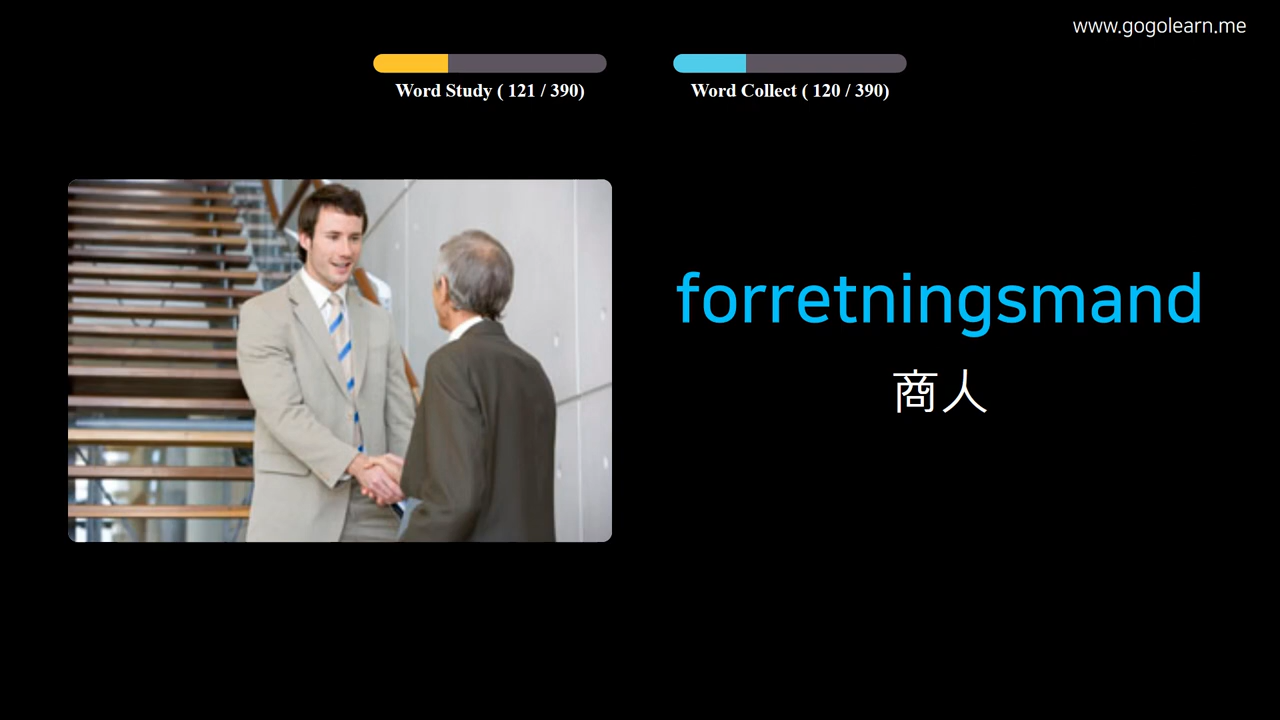 www.gogolearn.me
Word Study ( 121 / 390)
Word Collect ( 120 / 390)
forretningsmand
商人